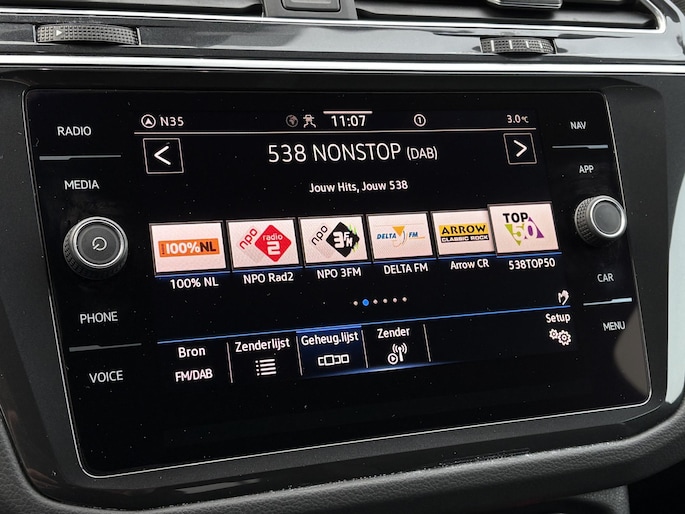 RADIO
MEDIA
PHONE
VOICE
NAV
APP
CAR
MENU
N35 11:07 1 3.0°C
< 538 NONSTOP (DAB) >
Jouw Hits, Jouw 538
100%NL
npo radio 2
npo 3FM
DELTA FM
ARROW CLASSIC ROCK
TOP 50
100% NL NPO Rad2 NPO 3FM DELTA FM Arrow CR 538TOP50
Bron Zenderlijst Geheug.lijst Zender Setup
FM/DAB